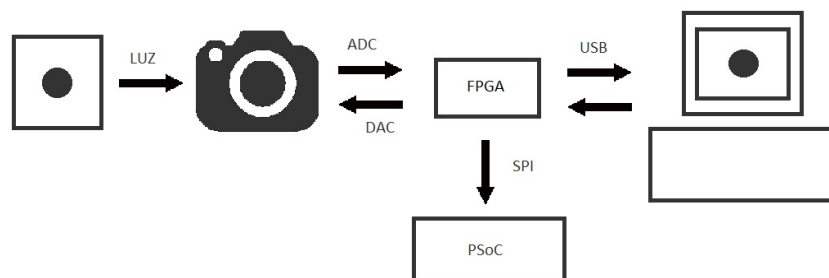 LUZ
ADC
DAC
FPGA
USB
SPI
PSoC